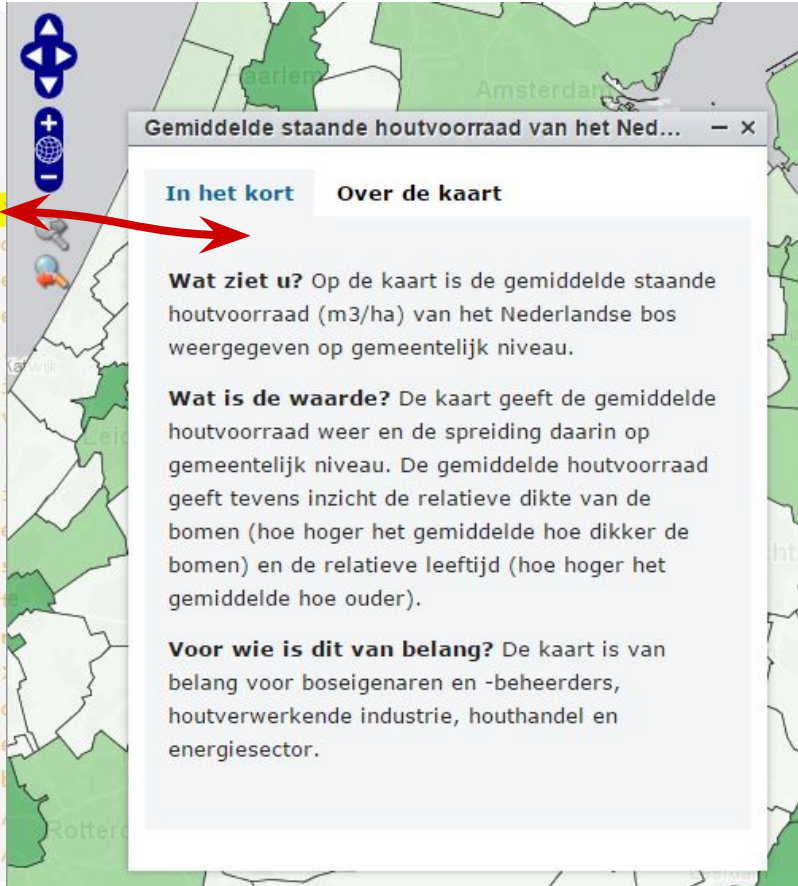 Haarlem
Amsterdam
Gemiddelde staande houtvoorraad van het Ned...
In het kort Over de kaart
Wat ziet u? Op de kaart is de gemiddelde staande
houtvoorraad (m3/ha) van het Nederlandse bos
weergegeven op gemeentelijk niveau.
Wat is de waarde? De kaart geeft de gemiddelde
houtvoorraad weer en de spreiding daarin op
gemeentelijk niveau. De gemiddelde houtvoorraad
geeft tevens inzicht de relatieve dikte van de
bomen (hoe hoger het gemiddelde hoe dikker de
bomen) en de relatieve leeftijd (hoe hoger het
gemiddelde hoe ouder).
Voor wie is dit van belang? De kaart is van
belang voor boseigenaren en -beheerders,
houtverwerkende industrie, houthandel en
energiesector.
Katwijk
Leid
Rotterd